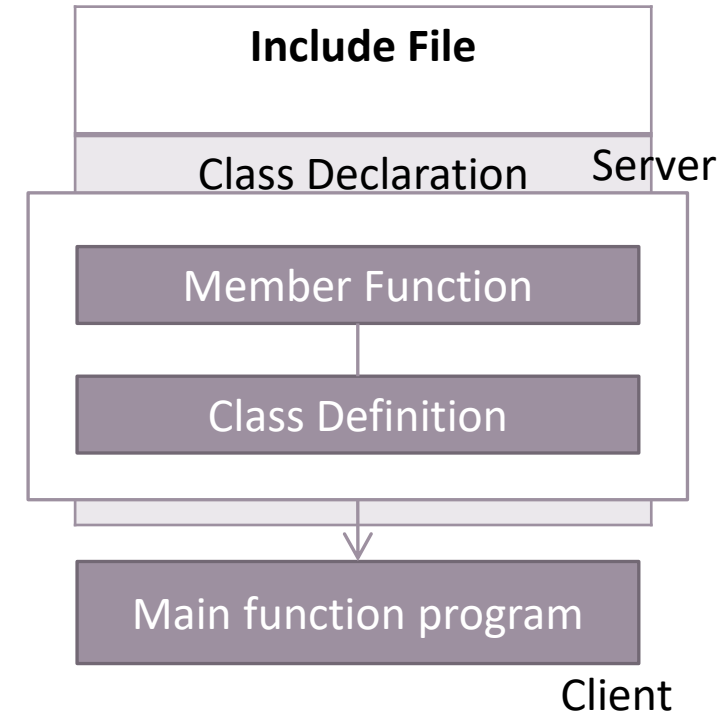 Include File
Class Declaration
Server
Member Function
Class Definition
Main function program
Client